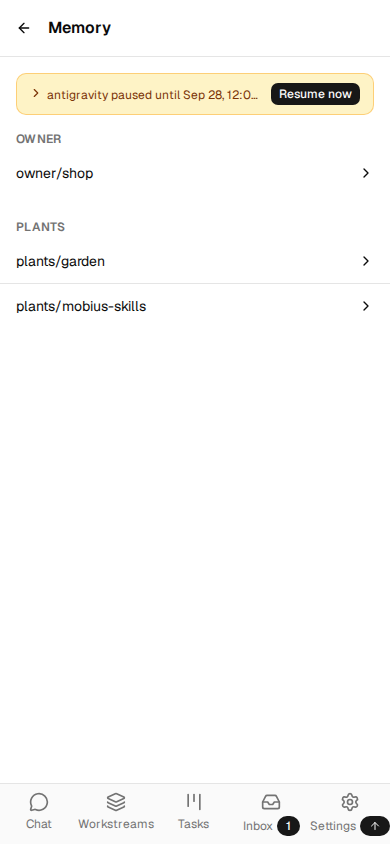 Memory
antigravity paused until Sep 28, 12:0… Resume now
OWNER
owner/shop
PLANTS
plants/garden
plants/mobius-skills
Chat Workstreams Tasks Inbox 1 Settings